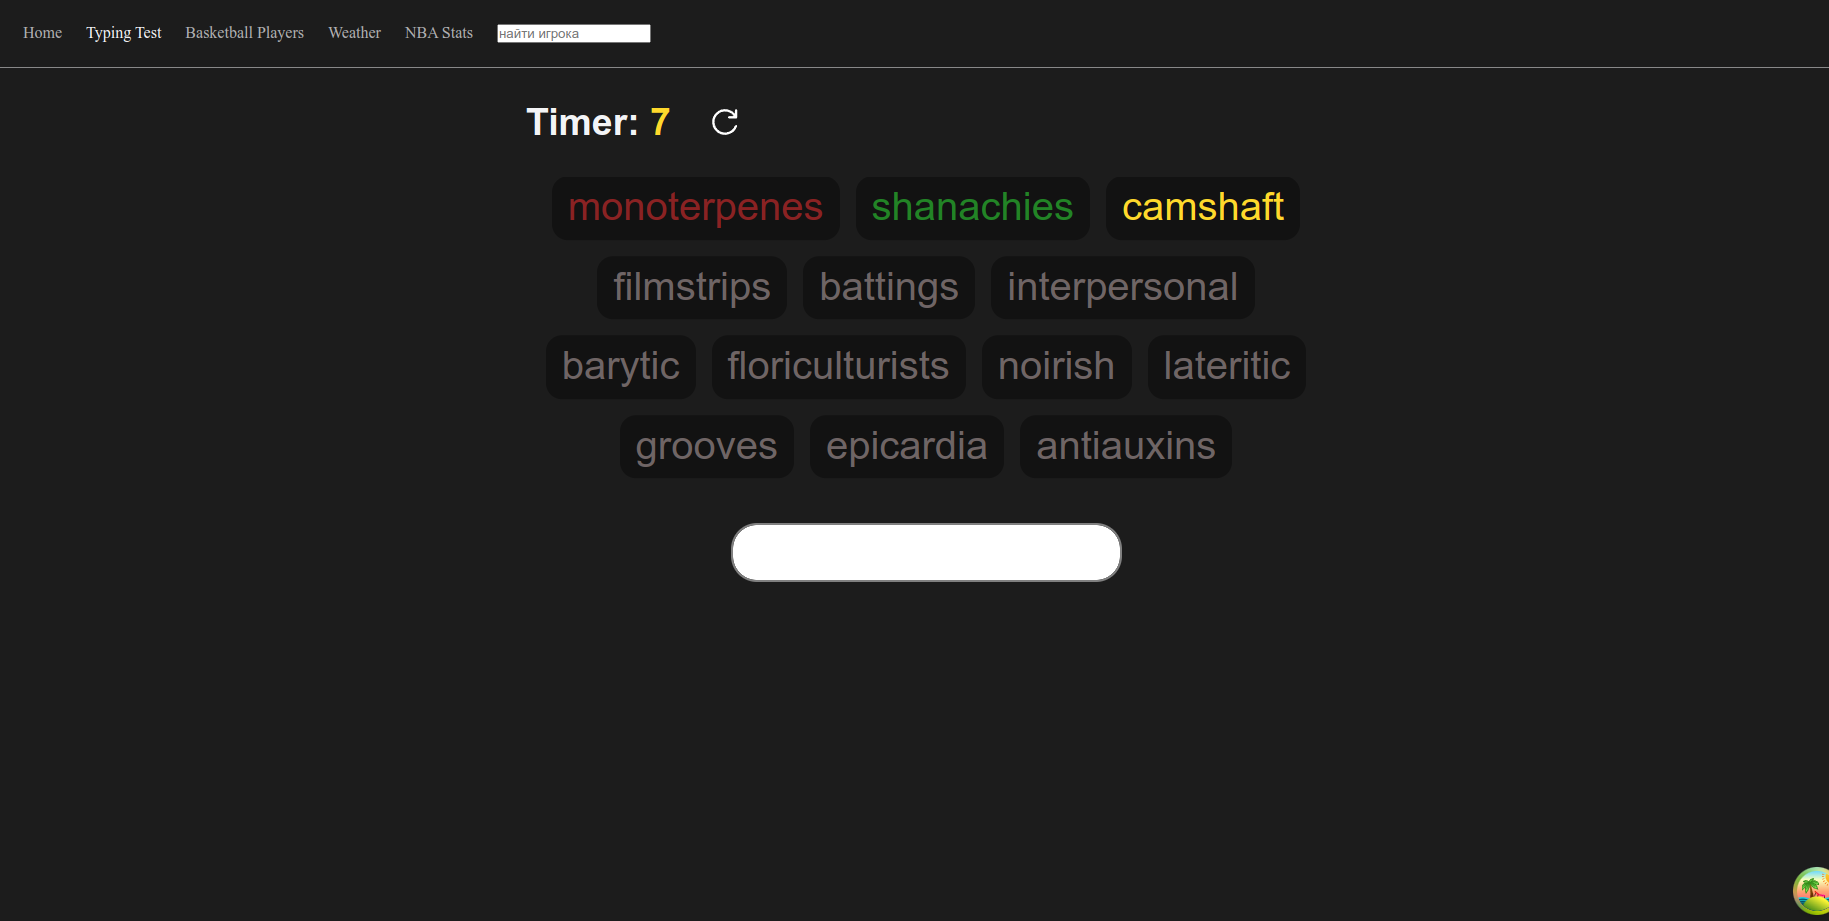 Home Typing Test Basketball Players Weather NBA Stats найти игрока
Timer: 7
monoterpenes shanachies camshaft
filmstrips battings interpersonal
barytic floriculturists noirish lateritic
grooves epicardia antiauxins